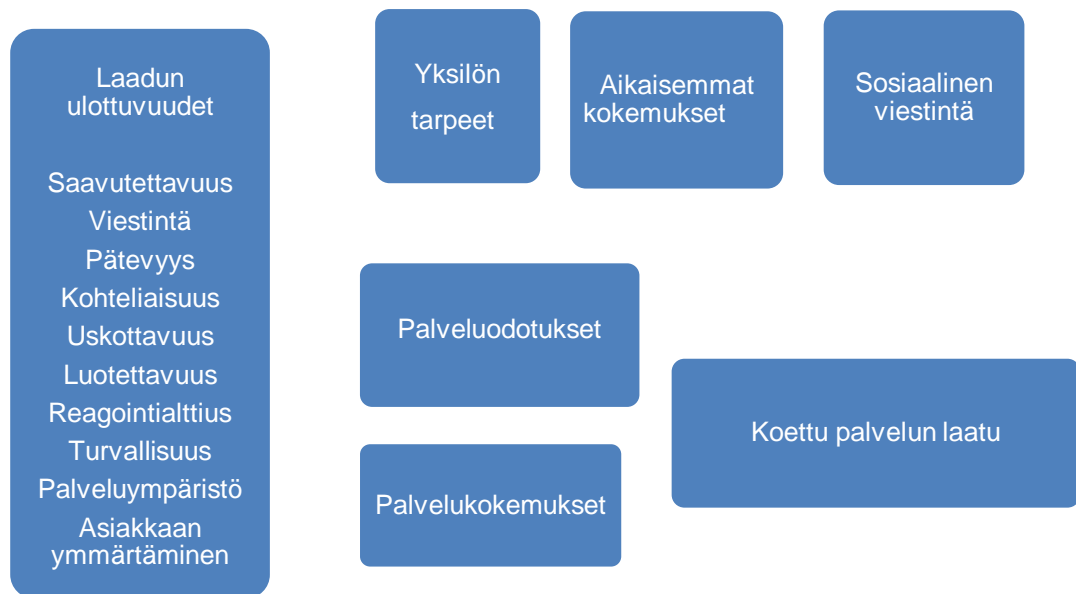 Laadun
ulottuvuudet
Saavutettavuus
Viestintä
Pätevyys
Kohteliaisuus
Uskottavuus
Luotettavuus
Reagointialttius
Turvallisuus
Palveluympäristö
Asiakkaan
ymmärtäminen
Yksilön
tarpeet
Aikaisemmat
kokemukset
Sosiaalinen
viestintä
Palveluodotukset
Palvelukokemukset
Koettu palvelun laatu